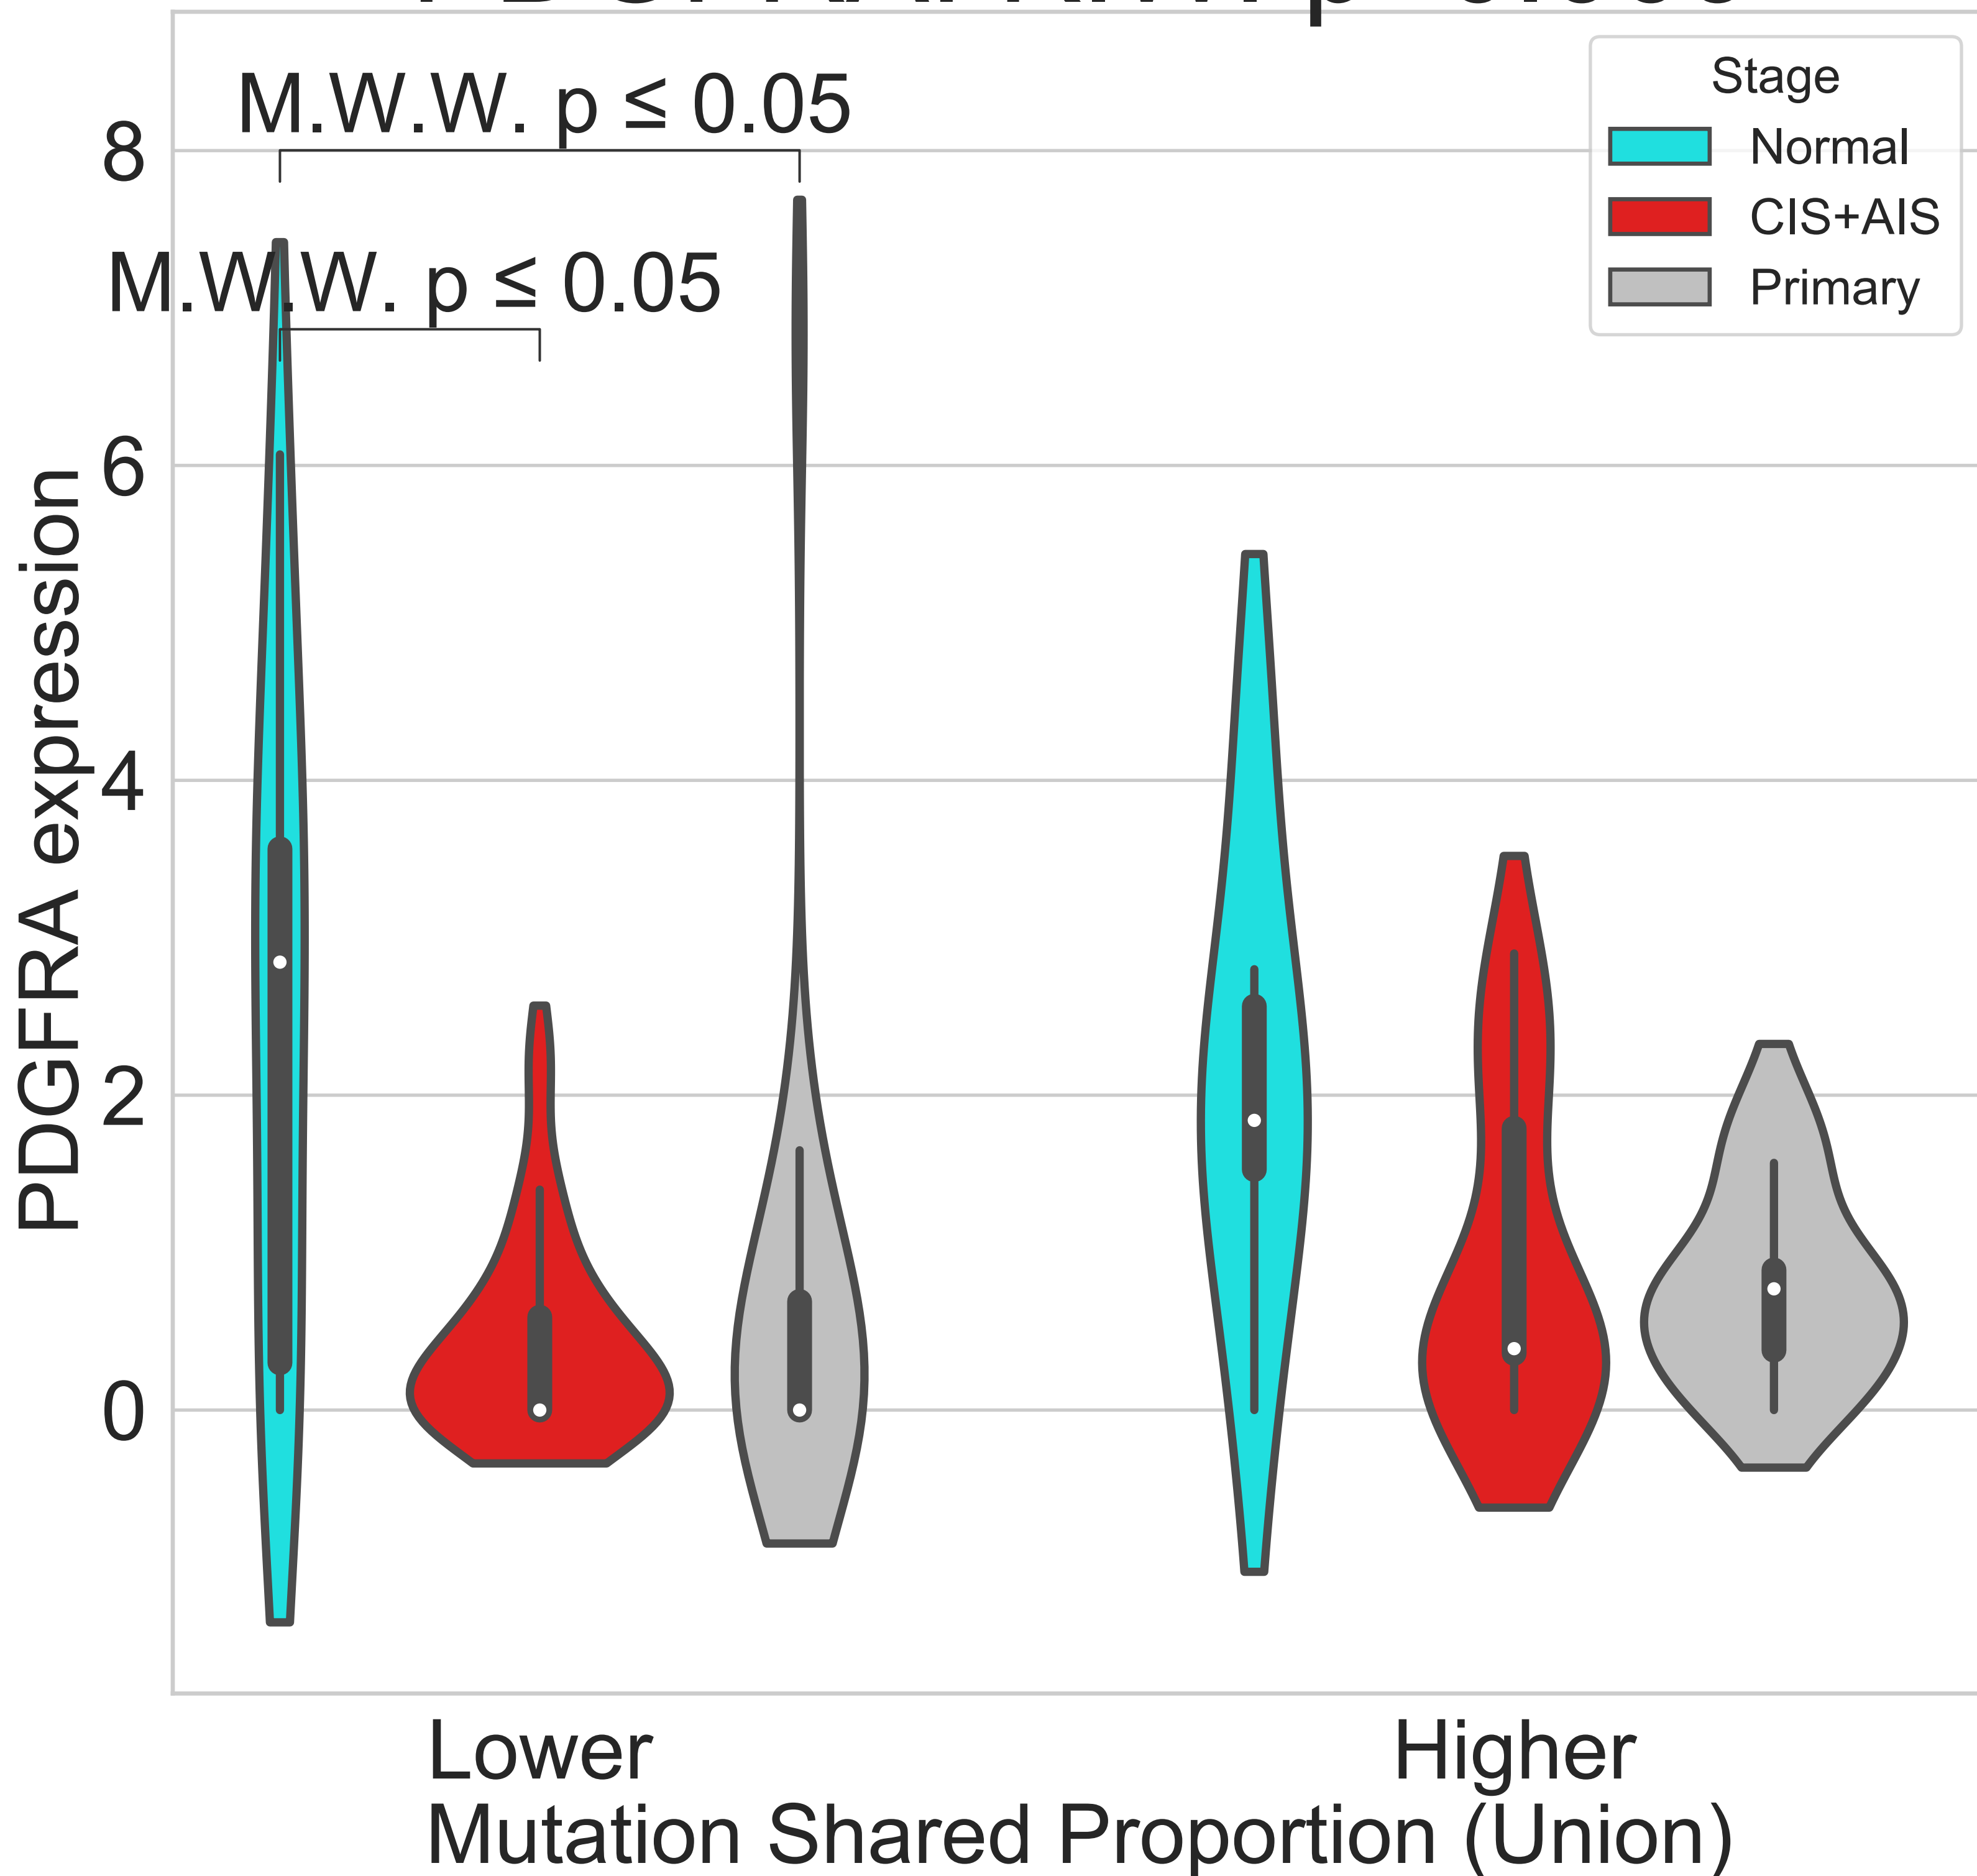 M.W.W. p ≤ 0.05
M.W.W. p ≤ 0.05
Stage
Normal
CIS+AIS
Primary
8
6
4
2
0
PDGFRA expression
Lower
Higher
Mutation Shared Proportion (Union)